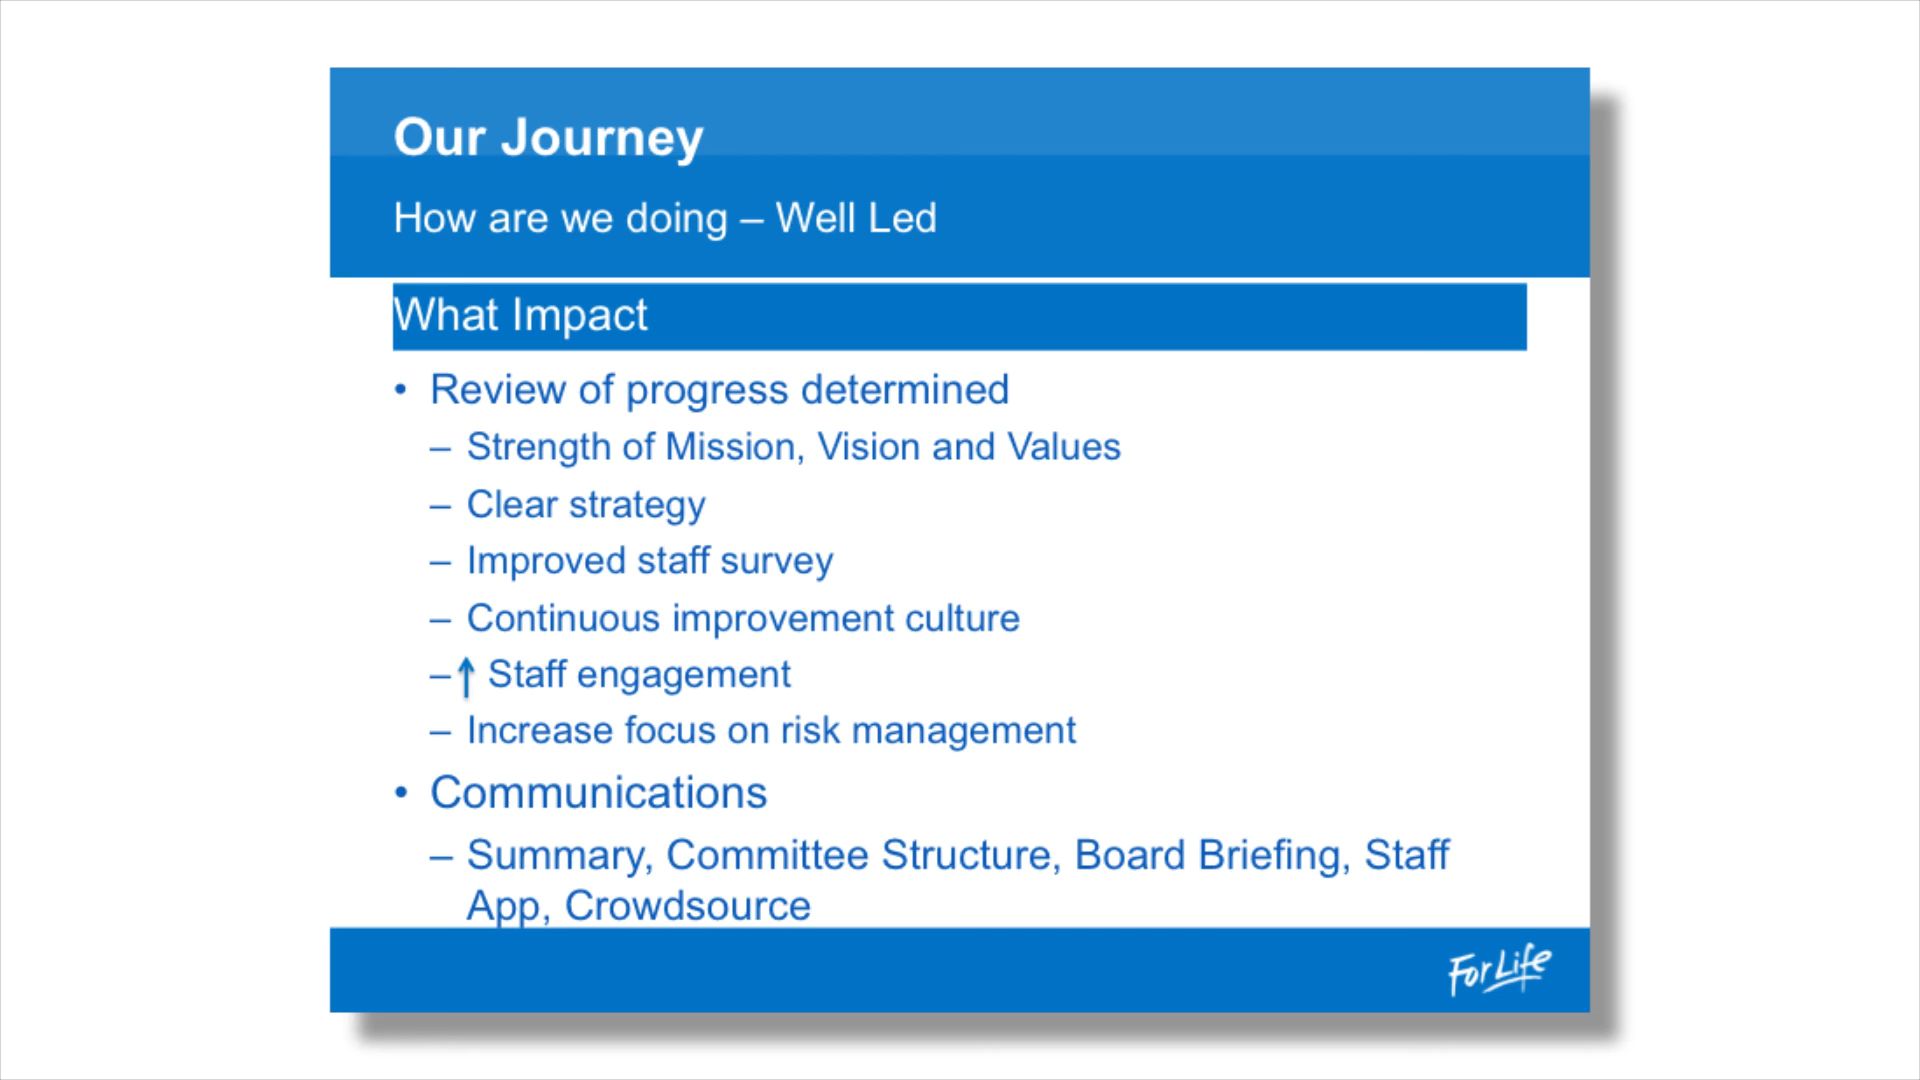 Our Journey
How are we doing – Well Led
What Impact
• Review of progress determined
– Strength of Mission, Vision and Values
– Clear strategy
– Improved staff survey
– Continuous improvement culture
–↑ Staff engagement
– Increase focus on risk management
• Communications
– Summary, Committee Structure, Board Briefing, Staff
App, Crowdsource
For Life